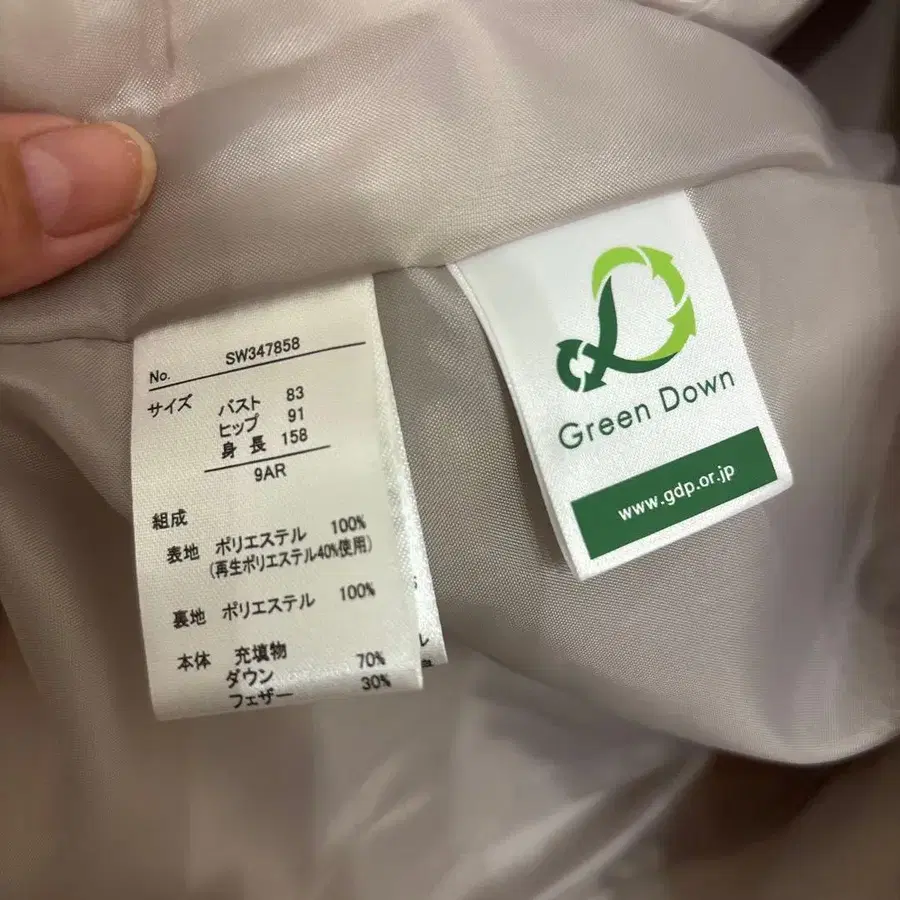 No. SW347858
サイズ バスト 83
ヒップ 91
身 長 158
9AR
組成
表地 ポリエステル 100%
(再生ポリエステル40%使用)
裏地 ポリエステル 100%
本体 充填物
ダウン 70%
フェザー 30%
Green Down
www.gdp.or.jp